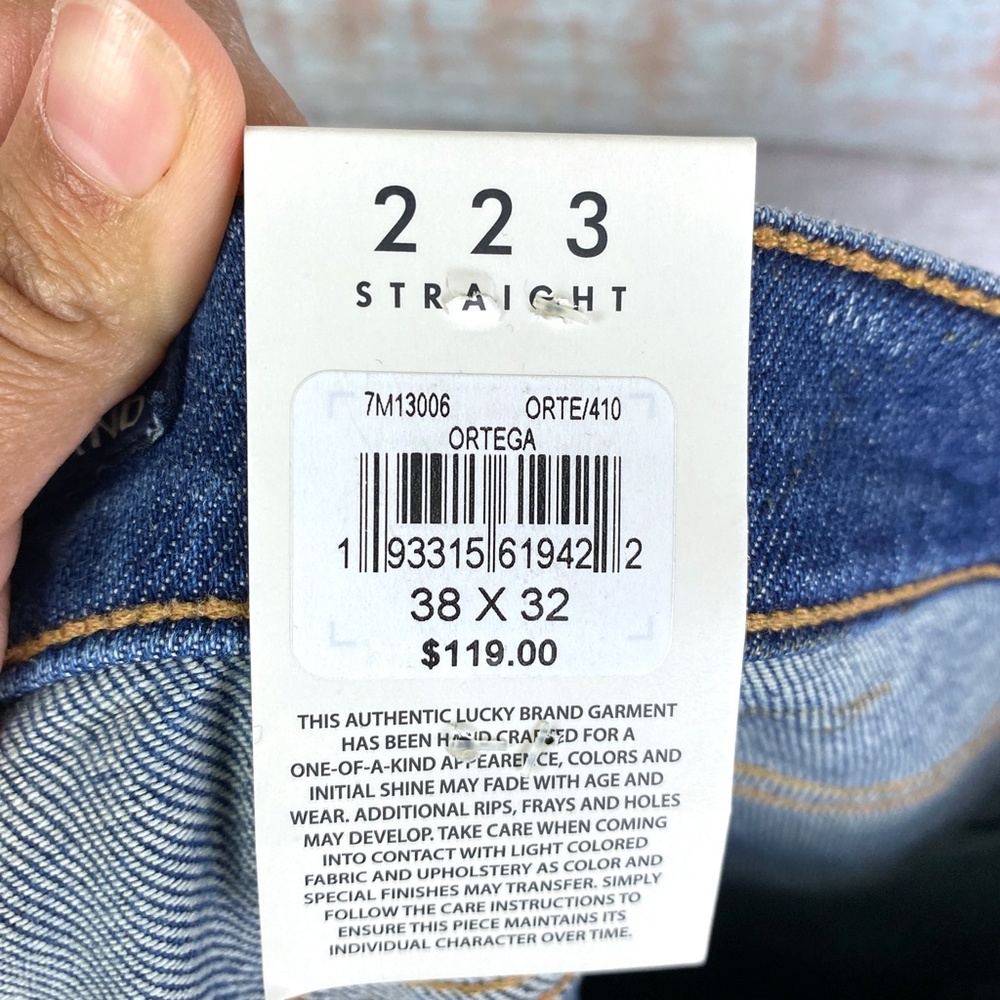 2 2 3
STRAIGHT
7M13006 ORTE/410
ORTEGA
1 93315 61942 2
38 X 32
$119.00
THIS AUTHENTIC LUCKY BRAND GARMENT
HAS BEEN HAND CRAFTED FOR A
ONE-OF-A-KIND APPEARENCE, COLORS AND
INITIAL SHINE MAY FADE WITH AGE AND
WEAR. ADDITIONAL RIPS, FRAYS AND HOLES
MAY DEVELOP. TAKE CARE WHEN COMING
INTO CONTACT WITH LIGHT COLORED
FABRIC AND UPHOLSTERY AS COLOR AND
SPECIAL FINISHES MAY TRANSFER. SIMPLY
FOLLOW THE CARE INSTRUCTIONS TO
ENSURE THIS PIECE MAINTAINS ITS
INDIVIDUAL CHARACTER OVER TIME.